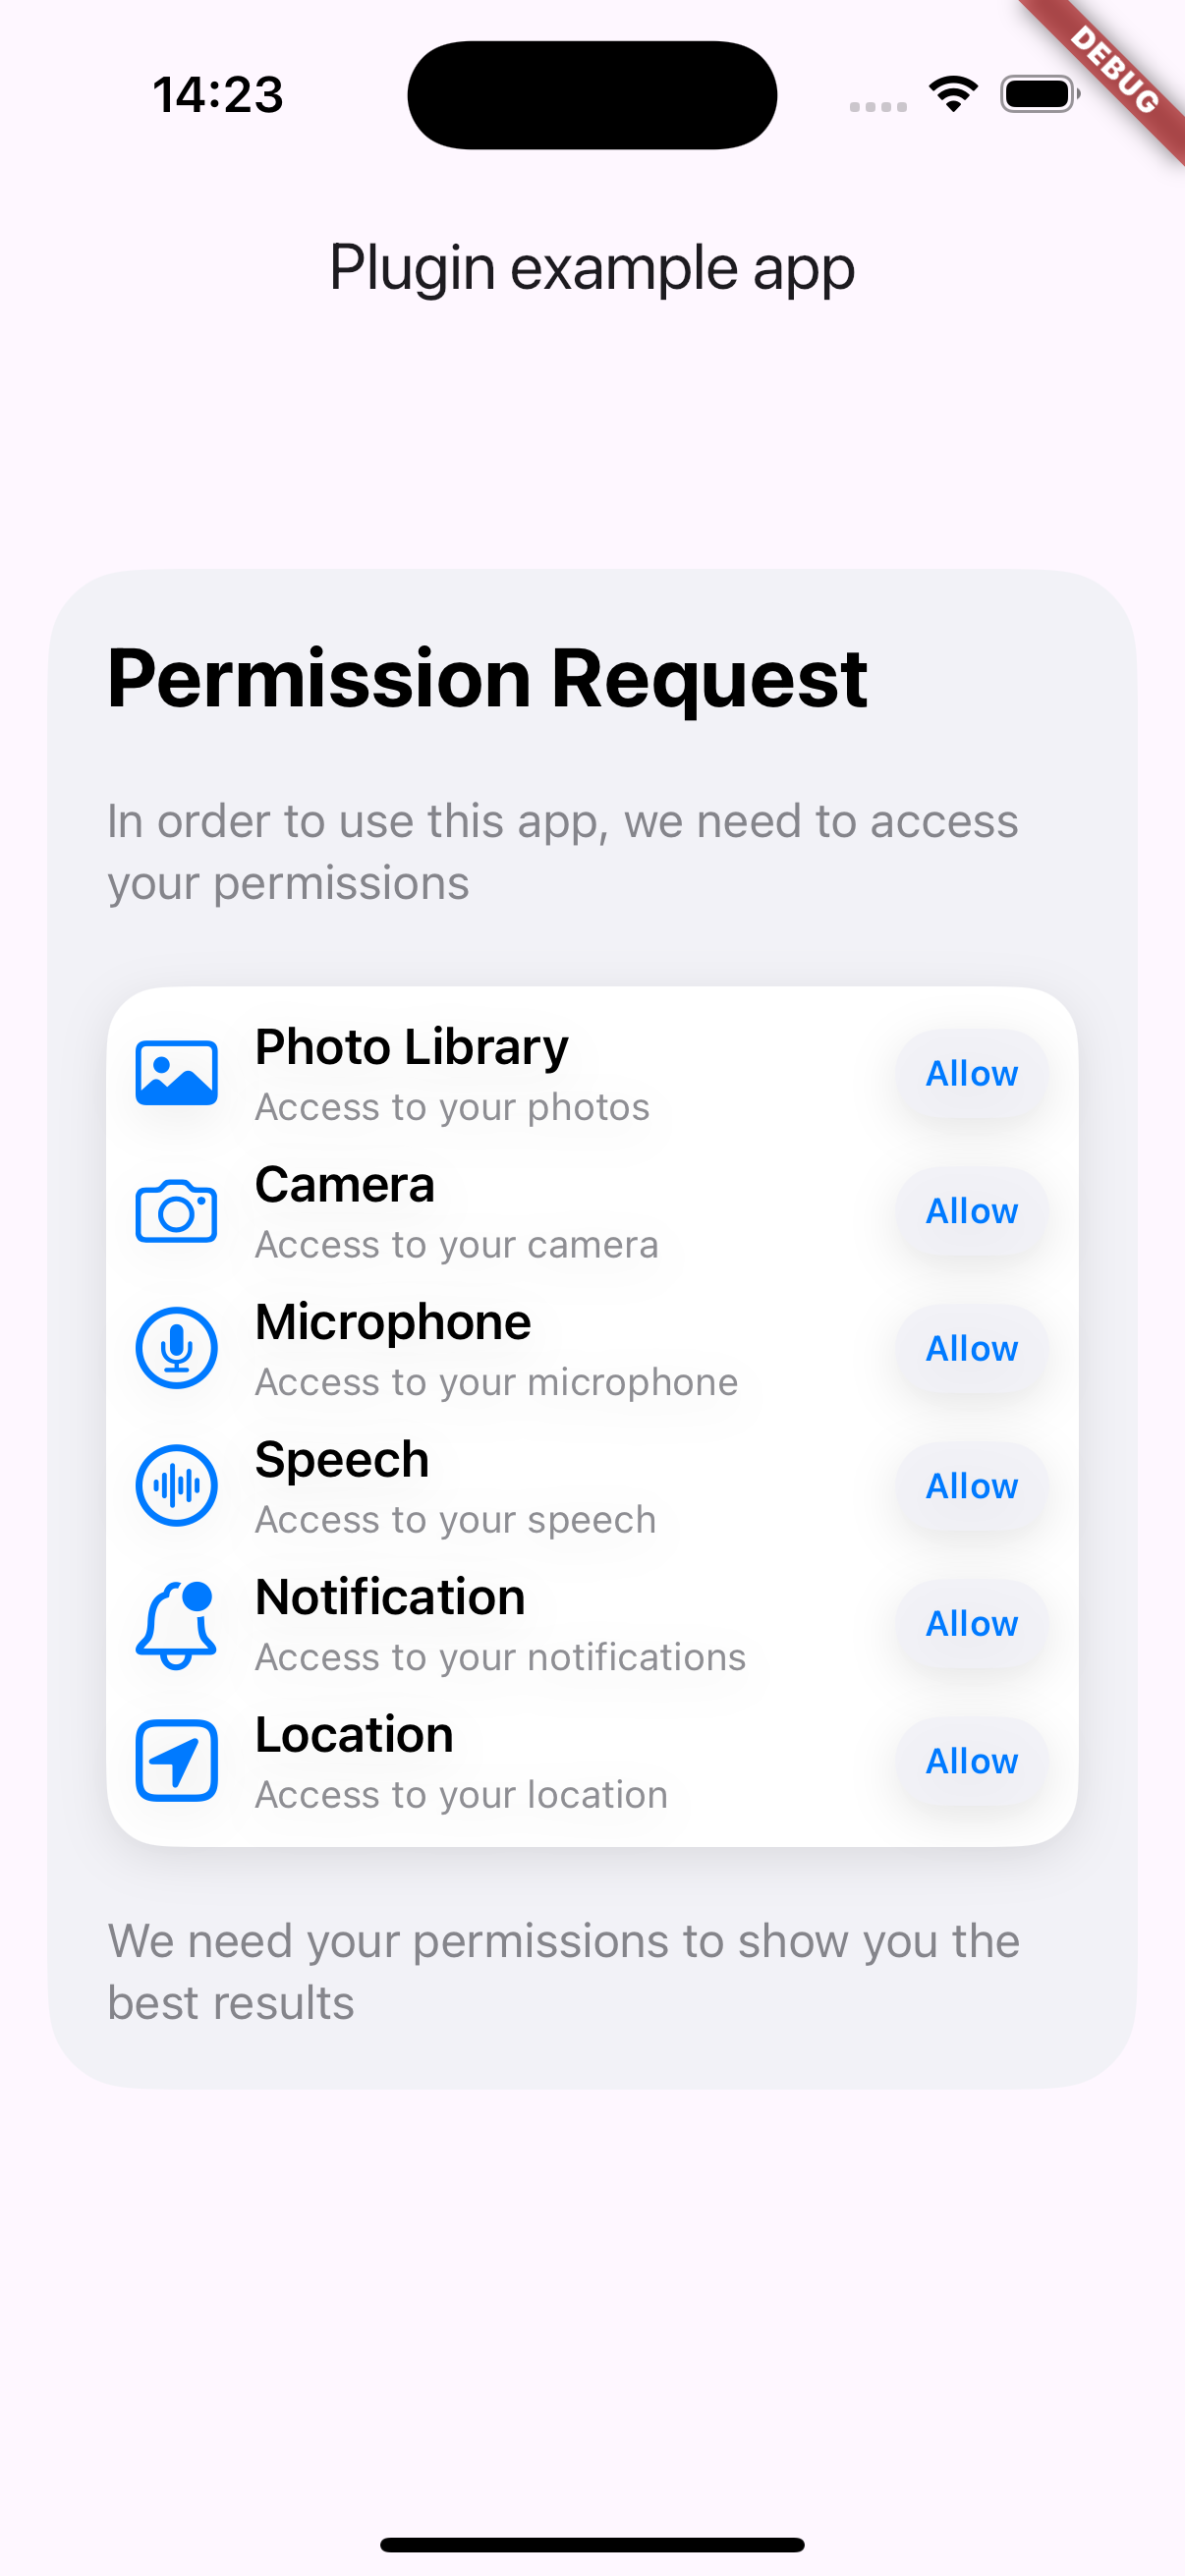 14:23
DEBUG
Plugin example app
Permission Request
In order to use this app, we need to access
your permissions
Photo Library
Access to your photos
Allow
Camera
Access to your camera
Allow
Microphone
Access to your microphone
Allow
Speech
Access to your speech
Allow
Notification
Access to your notifications
Allow
Location
Access to your location
Allow
We need your permissions to show you the
best results